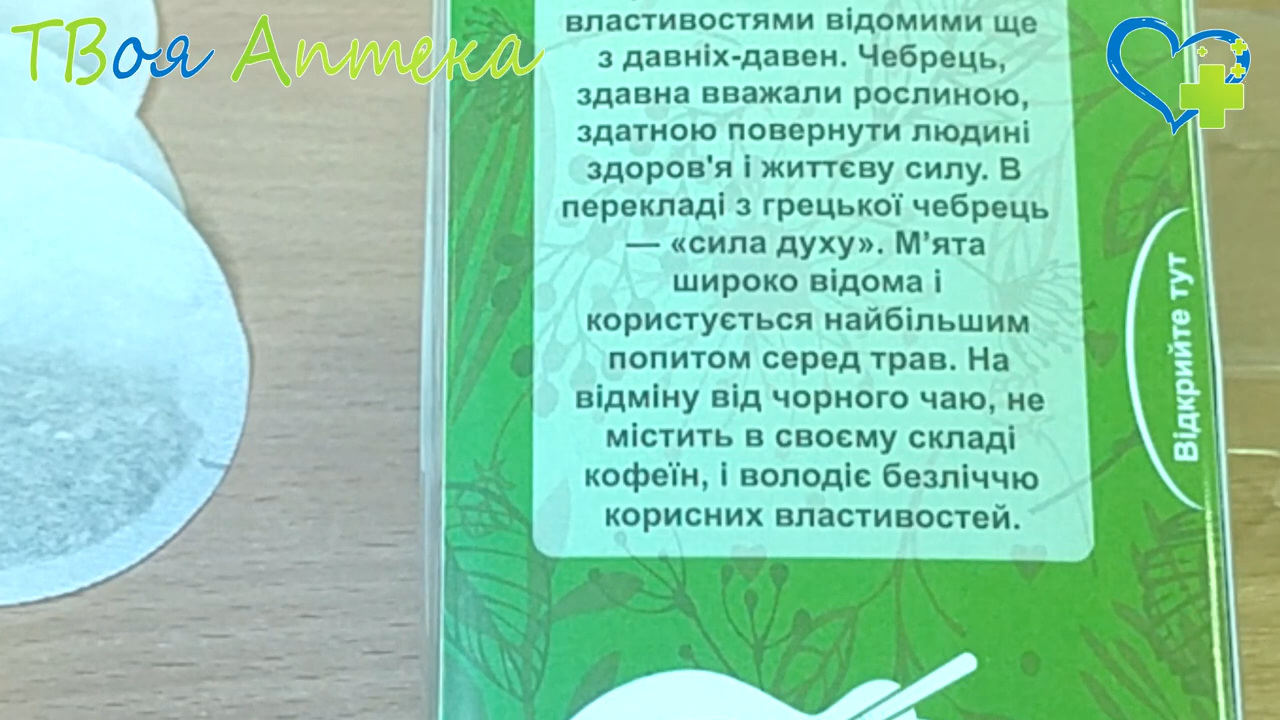 ТВоя Аптека
властивостями відомими ще
з давніх-давен. Чебрець,
здавна вважали рослиною,
здатною повернути людині
здоров'я і життєву силу. В
перекладі з грецької чебрець
— «сила духу». М’ята
широко відома і
користується найбільшим
попитом серед трав. На
відміну від чорного чаю, не
містить в своєму складі
кофеїн, і володіє безліччю
корисних властивостей.
Відкрийте тут